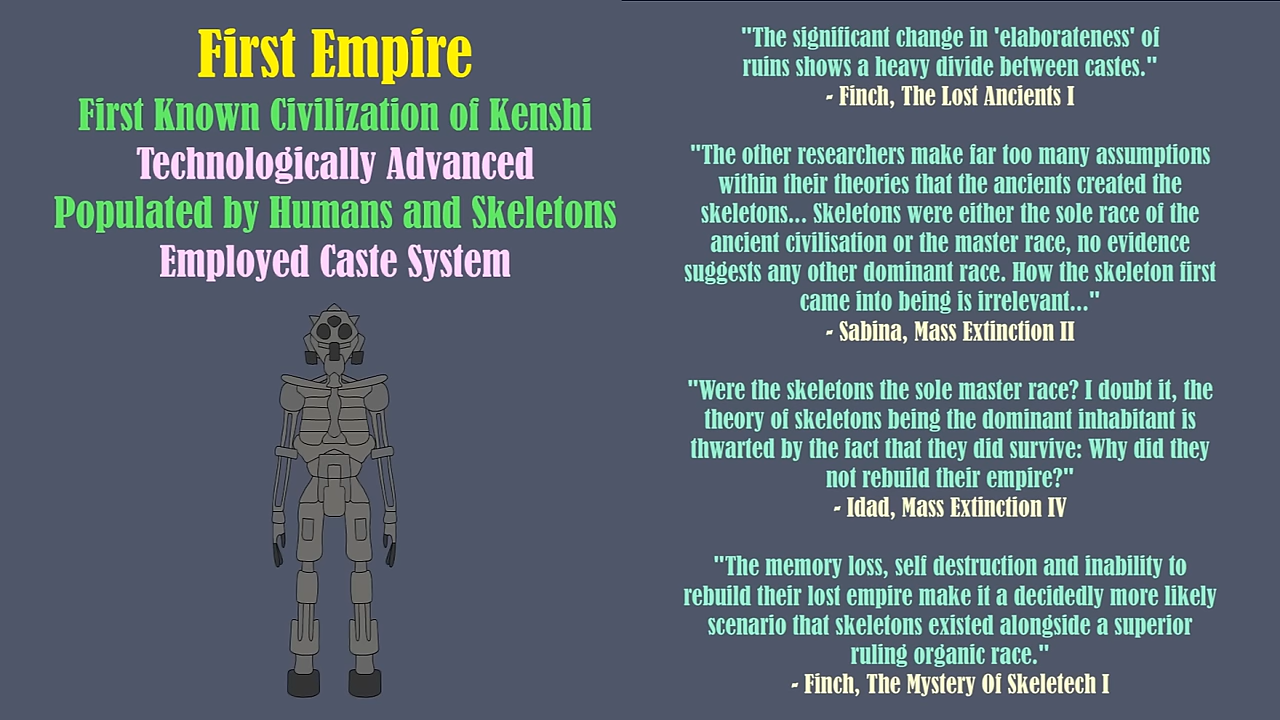 First Empire
First Known Civilization of Kenshi
Technologically Advanced
Populated by Humans and Skeletons
Employed Caste System
"The significant change in 'elaborateness' of
ruins shows a heavy divide between castes."
- Finch, The Lost Ancients I
"The other researchers make far too many assumptions
within their theories that the ancients created the
skeletons... Skeletons were either the sole race of the
ancient civilisation or the master race, no evidence
suggests any other dominant race. How the skeleton first
came into being is irrelevant..."
- Sabina, Mass Extinction II
"Were the skeletons the sole master race? I doubt it, the
theory of skeletons being the dominant inhabitant is
thwarted by the fact that they did survive: Why did they
not rebuild their empire?"
- Idad, Mass Extinction IV
"The memory loss, self destruction and inability to
rebuild their lost empire make it a decidedly more likely
scenario that skeletons existed alongside a superior
ruling organic race."
- Finch, The Mystery Of Skeletech I